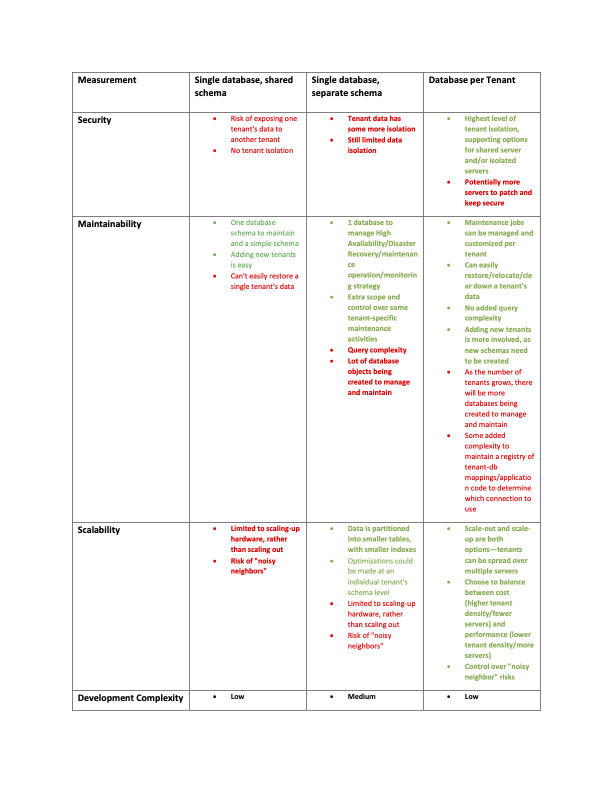 Measurement
Single database, shared
schema
Single database,
separate schema
Database per Tenant
Security
• Risk of exposing one
tenant's data to
another tenant
• No tenant isolation
• Tenant data has
some more isolation
• Still limited data
isolation
• Highest level of
tenant isolation,
supporting options
for shared server
and/or isolated
servers
• Potentially more
servers to patch and
keep secure
Maintainability
• One database
schema to maintain
and a simple schema
• Adding new tenants
is easy
• Can't easily restore a
single tenant's data
• 1 database to
manage High
Availability/Disaster
Recovery/maintenan
ce
operation/monitorin
g strategy
• Extra scope and
control over some
tenant-specific
maintenance
activities
• Query complexity
• Lot of database
objects being
created to manage
and maintain
• Maintenance jobs
can be managed and
customized per
tenant
• Can easily
restore/relocate/cle
ar down a tenant's
data
• No added query
complexity
• Adding new tenants
is more involved, as
new schemas need
to be created
• As the number of
tenants grows, there
will be more
databases being
created to manage
and maintain
• Some added
complexity to
maintain a registry of
tenant-db
mappings/applicatio
n code to determine
which connection to
use
Scalability
• Limited to scaling-up
hardware, rather
than scaling out
• Risk of "noisy
neighbors"
• Data is partitioned
into smaller tables,
with smaller indexes
• Optimizations could
be made at an
individual tenant's
schema level
• Limited to scaling-up
hardware, rather
than scaling out
• Risk of "noisy
neighbors"
• Scale-out and scale-
up are both
options—tenants
can be spread over
multiple servers
• Choose to balance
between cost
(higher tenant
density/fewer
servers) and
performance (lower
tenant density/more
servers)
• Control over "noisy
neighbor" risks
Development Complexity
• Low
• Medium
• Low